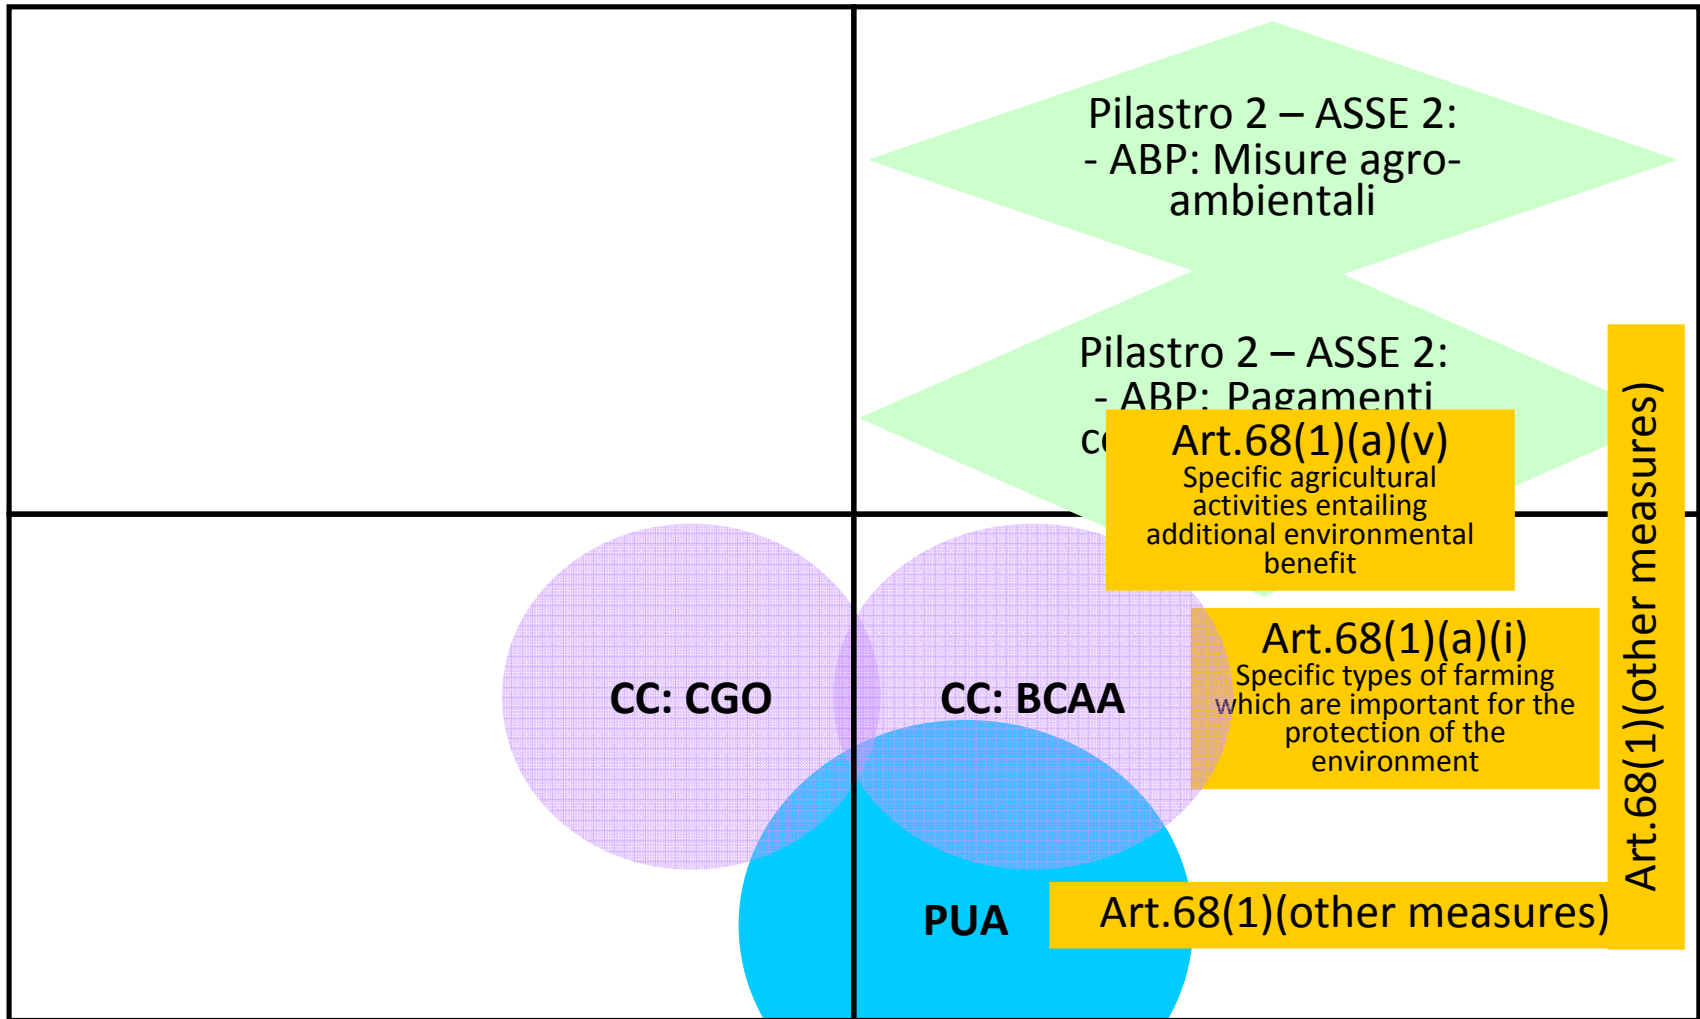 Pilastro 2 – ASSE 2:
- ABP: Misure agro-
ambientali
Pilastro 2 – ASSE 2:
- ABP: Pagamenti
Art.68(1)(a)(v)
Specific agricultural
activities entailing
additional environmental
benefit
Art.68(1)(other measures)
CC: CGO
CC: BCAA
Art.68(1)(a)(i)
Specific types of farming
which are important for the
protection of the
environment
PUA
Art.68(1)(other measures)